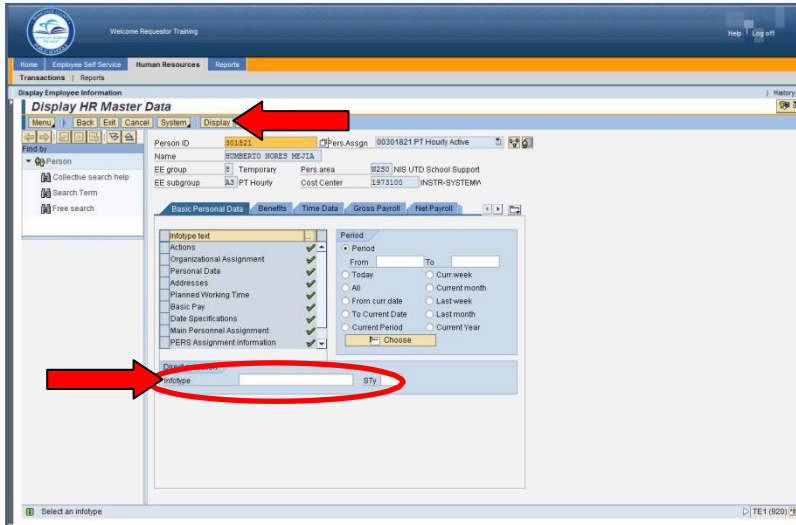 Welcome Requestor Training
Help Log off
Home Employee Self Service Human Resources Reports
Transactions | Reports
Display Employee Information
History
Display HR Master Data
Menu Back Exit Cancel System Display
Find by
Person
Collective search help
Search Term
Free search
Person ID 301821 Pers.Assgn 00301821 PT Hourly Active
Name HUMBERTO NORES MEJIA
EE group 8 Temporary Pers.area N250 NIS UTD School Support
EE subgroup A3 PT Hourly Cost Center 1973100 INSTR-SYSTEMW
Basic Personal Data Benefits Time Data Gross Payroll Net Payroll
Infotype text ...
Actions
Organizational Assignment
Personal Data
Addresses
Planned Working Time
Basic Pay
Date Specifications
Main Personnel Assignment
PERS Assignment information
Period
Period
From To
Today Curr.week
All Current month
From curr.date Last week
To Current Date Last month
Current Period Current Year
Choose
Infotype STy
Select an infotype
TE1 (920)